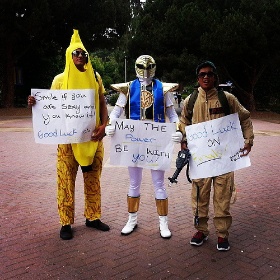 Smile if you
are sexy and
you know it!
Good Luck
May THE
Power
BE With
you!!
Good LUCK
ON